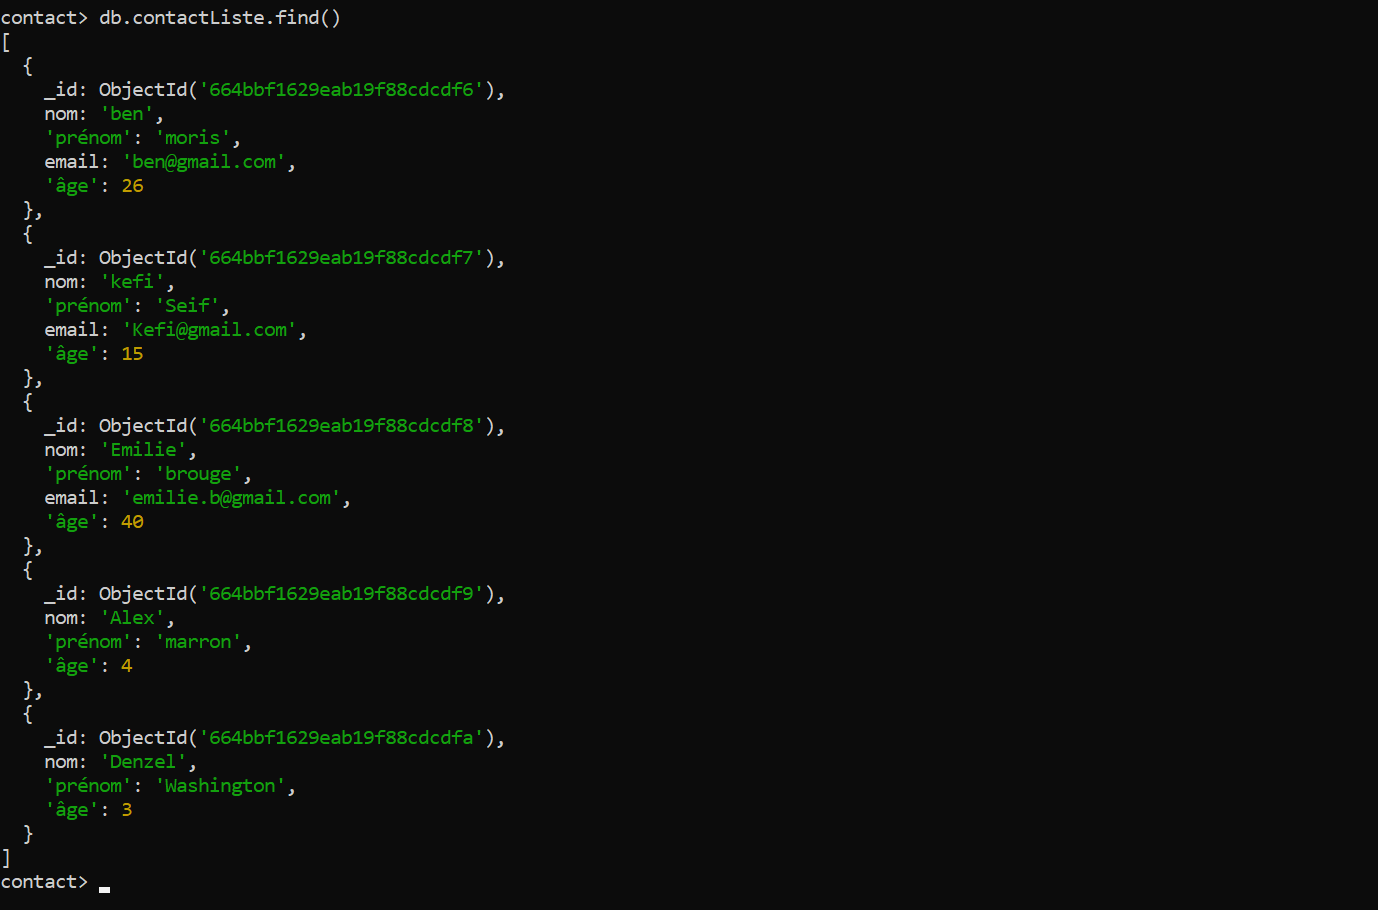 contact> db.contactListe.find()
[
  {
    _id: ObjectId('664bbf1629eab19f88cdcdf6'),
    nom: 'ben',
    'prénom': 'moris',
    email: 'ben@gmail.com',
    'âge': 26
  },
  {
    _id: ObjectId('664bbf1629eab19f88cdcdf7'),
    nom: 'kefi',
    'prénom': 'Seif',
    email: 'Kefi@gmail.com',
    'âge': 15
  },
  {
    _id: ObjectId('664bbf1629eab19f88cdcdf8'),
    nom: 'Emilie',
    'prénom': 'brouge',
    email: 'emilie.b@gmail.com',
    'âge': 40
  },
  {
    _id: ObjectId('664bbf1629eab19f88cdcdf9'),
    nom: 'Alex',
    'prénom': 'marron',
    'âge': 4
  },
  {
    _id: ObjectId('664bbf1629eab19f88cdcdfa'),
    nom: 'Denzel',
    'prénom': 'Washington',
    'âge': 3
  }
]
contact>